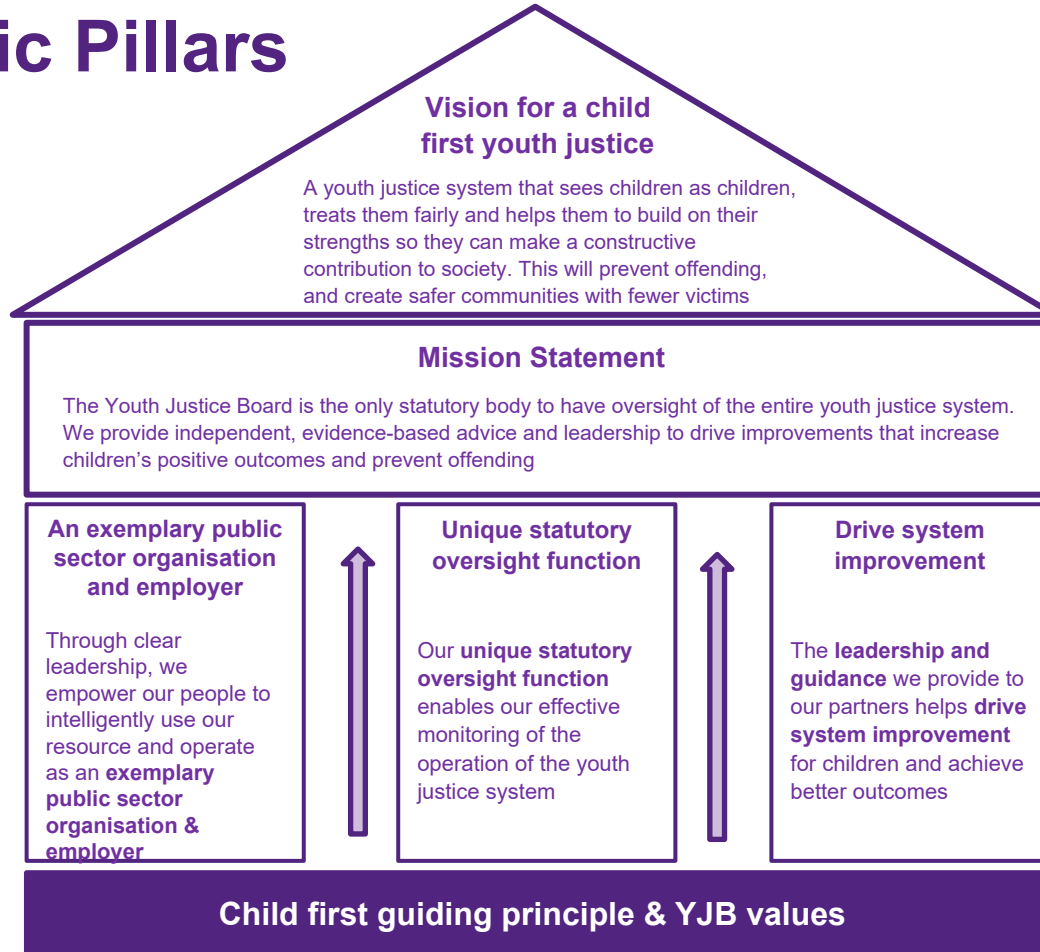 ic Pillars
Vision for a child
first youth justice
A youth justice system that sees children as children,
treats them fairly and helps them to build on their
strengths so they can make a constructive
contribution to society. This will prevent offending,
and create safer communities with fewer victims
Mission Statement
The Youth Justice Board is the only statutory body to have oversight of the entire youth justice system.
We provide independent, evidence-based advice and leadership to drive improvements that increase
children’s positive outcomes and prevent offending
An exemplary public
sector organisation
and employer
Through clear
leadership, we
empower our people to
intelligently use our
resource and operate
as an exemplary
public sector
organisation &
employer
Unique statutory
oversight function
Our unique statutory
oversight function
enables our effective
monitoring of the
operation of the youth
justice system
Drive system
improvement
The leadership and
guidance we provide to
our partners helps drive
system improvement
for children and achieve
better outcomes
Child first guiding principle & YJB values